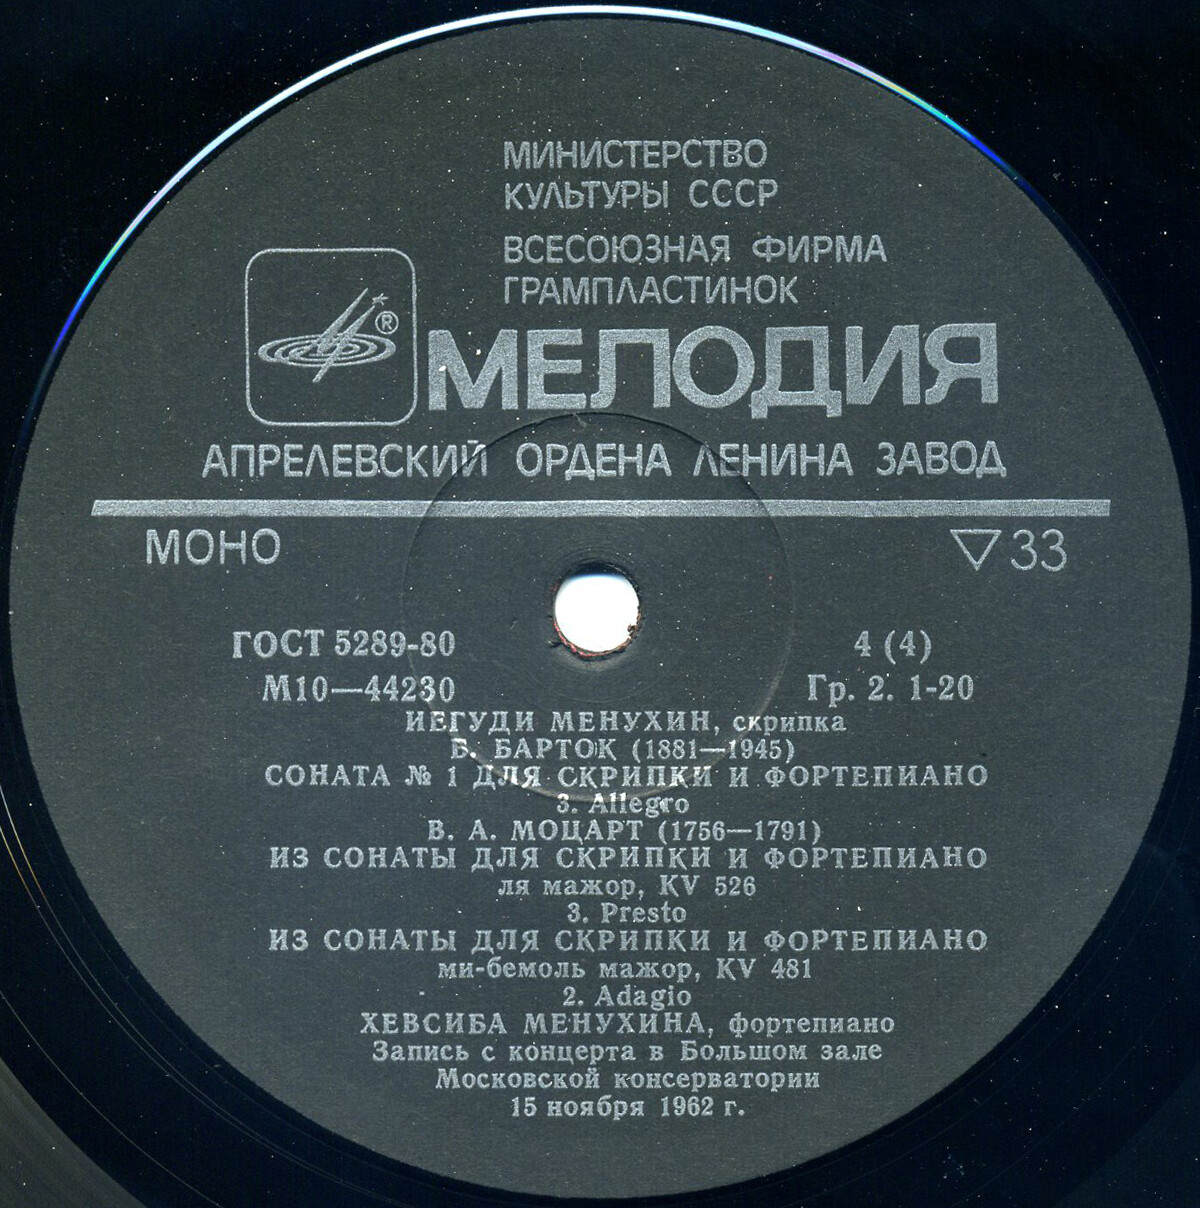 МИНИСТЕРСТВО
КУЛЬТУРЫ СССР
ВСЕСОЮЗНАЯ ФИРМА
ГРАМПЛАСТИНОК
®
МЕЛОДИЯ
АПРЕЛЕВСКИЙ ОРДЕНА ЛЕНИНА ЗАВОД
МОНО ▽33
ГОСТ 5289-80 4 (4)
М10—44230 Гр. 2. 1-20
ИЕГУДИ МЕНУХИН, скрипка
Б. БАРТОК (1881—1945)
СОНАТА № 1 ДЛЯ СКРИПКИ И ФОРТЕПИАНО
3. Allegro
В. А. МОЦАРТ (1756—1791)
ИЗ СОНАТЫ ДЛЯ СКРИПКИ И ФОРТЕПИАНО
ля мажор, KV 526
3. Presto
ИЗ СОНАТЫ ДЛЯ СКРИПКИ И ФОРТЕПИАНО
ми-бемоль мажор, KV 481
2. Adagio
ХЕВСИБА МЕНУХИНА, фортепиано
Запись с концерта в Большом зале
Московской консерватории
15 ноября 1962 г.